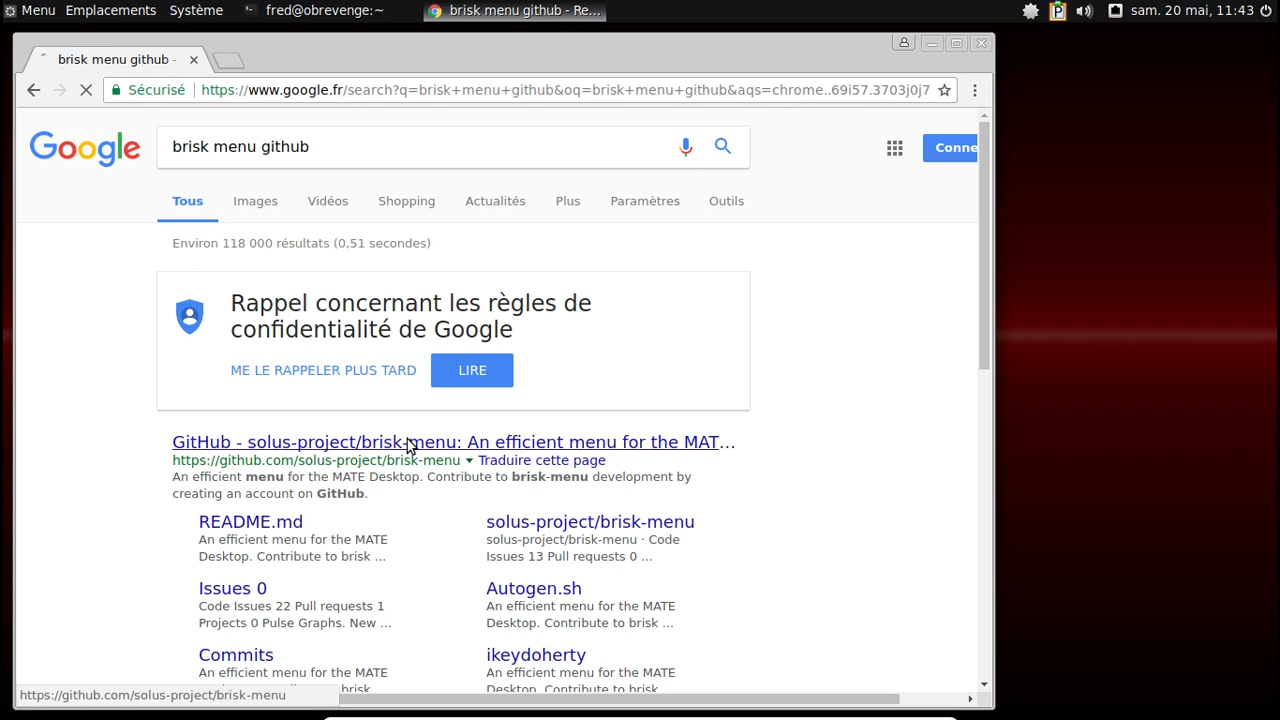 Menu Emplacements Système fred@obrevenge:~ brisk menu github - Re... sam. 20 mai, 11:43
brisk menu github -
Sécurisé https://www.google.fr/search?q=brisk+menu+github&oq=brisk+menu+github&aqs=chrome..69i57.3703j0j7
Google brisk menu github Conne
Tous Images Vidéos Shopping Actualités Plus Paramètres Outils
Environ 118 000 résultats (0,51 secondes)
Rappel concernant les règles de
confidentialité de Google
ME LE RAPPELER PLUS TARD LIRE
GitHub - solus-project/brisk-menu: An efficient menu for the MAT...
https://github.com/solus-project/brisk-menu Traduire cette page
An efficient menu for the MATE Desktop. Contribute to brisk-menu development by
creating an account on GitHub.
README.md
An efficient menu for the MATE
Desktop. Contribute to brisk ...
solus-project/brisk-menu
solus-project/brisk-menu · Code
Issues 13 Pull requests 0 ...
Issues 0
Code Issues 22 Pull requests 1
Projects 0 Pulse Graphs. New ...
Autogen.sh
An efficient menu for the MATE
Desktop. Contribute to brisk ...
Commits
An efficient menu for the MATE
brisk
ikeydoherty
An efficient menu for the MATE
Desktop. Contribute to brisk
https://github.com/solus-project/brisk-menu